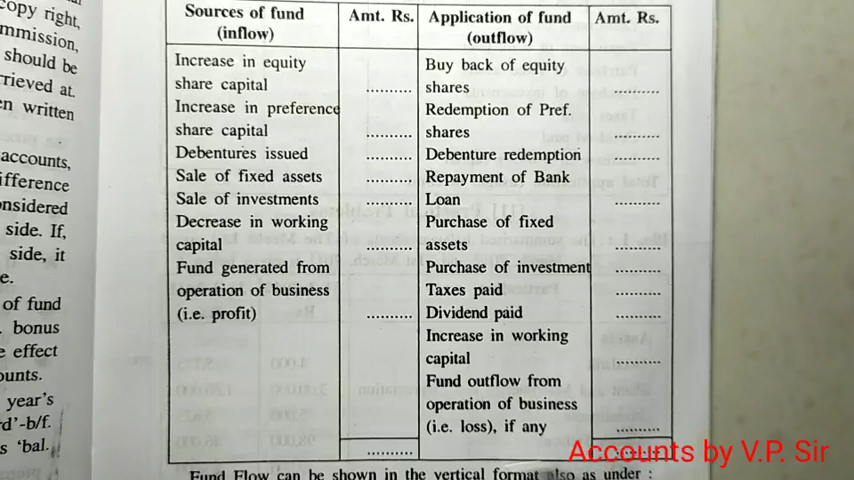 copy right,
mmission,
should be
rieved at.
en written
accounts,
ifference
onsidered
side. If,
side, it
e.
of fund
bonus
e effect
ounts.
year's
rd'-b/f.
s 'bal.
Sources of fund Amt. Rs. Application of fund Amt. Rs.
(inflow) (outflow)
Increase in equity Buy back of equity
share capital .......... shares ..........
Increase in preference Redemption of Pref.
share capital .......... shares ..........
Debentures issued .......... Debenture redemption ..........
Sale of fixed assets .......... Repayment of Bank
Sale of investments .......... Loan ..........
Decrease in working Purchase of fixed
capital .......... assets ..........
Fund generated from Purchase of investment ..........
operation of business Taxes paid ..........
(i.e. profit) .......... Dividend paid ..........
Increase in working
capital ..........
Fund outflow from
operation of business
(i.e. loss), if any ..........
..........
Fund Flow can be shown in the vertical format also as under :
Accounts by V.P. Sir